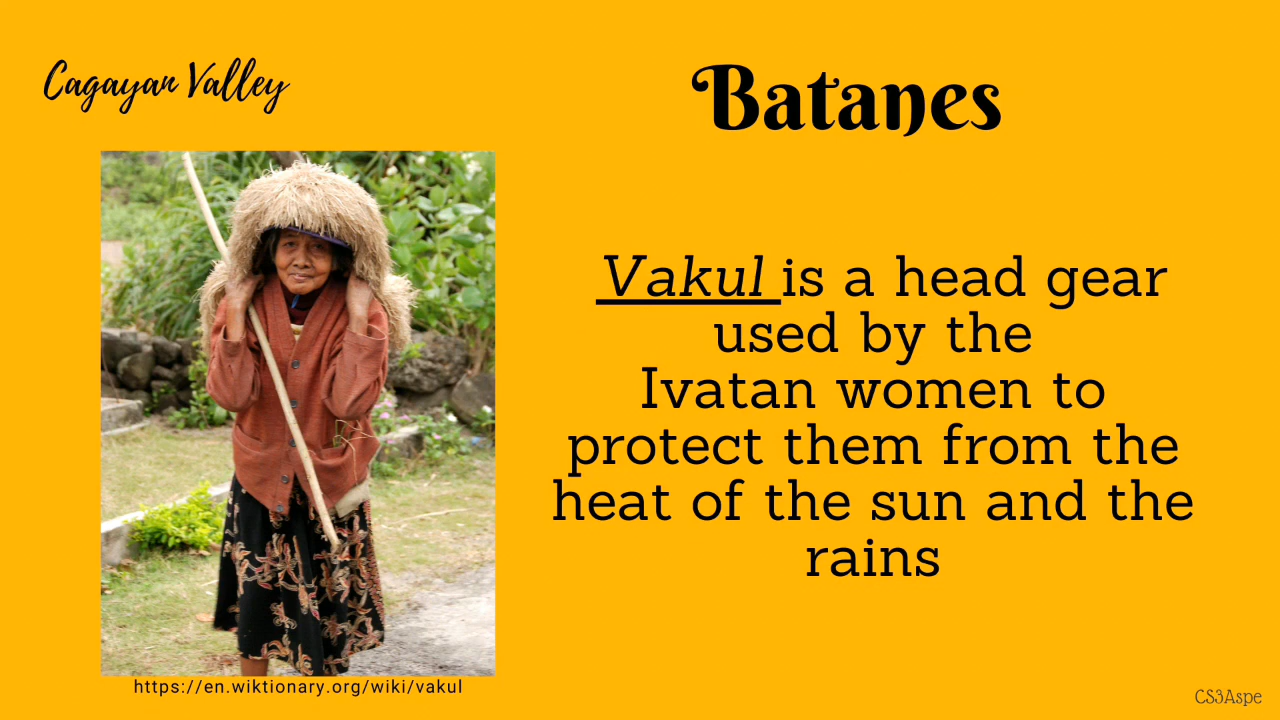 Cagayan Valley
Batanes
Vakul is a head gear
used by the
Ivatan women to
protect them from the
heat of the sun and the
rains
https://en.wiktionary.org/wiki/vakul
CS3Aspe